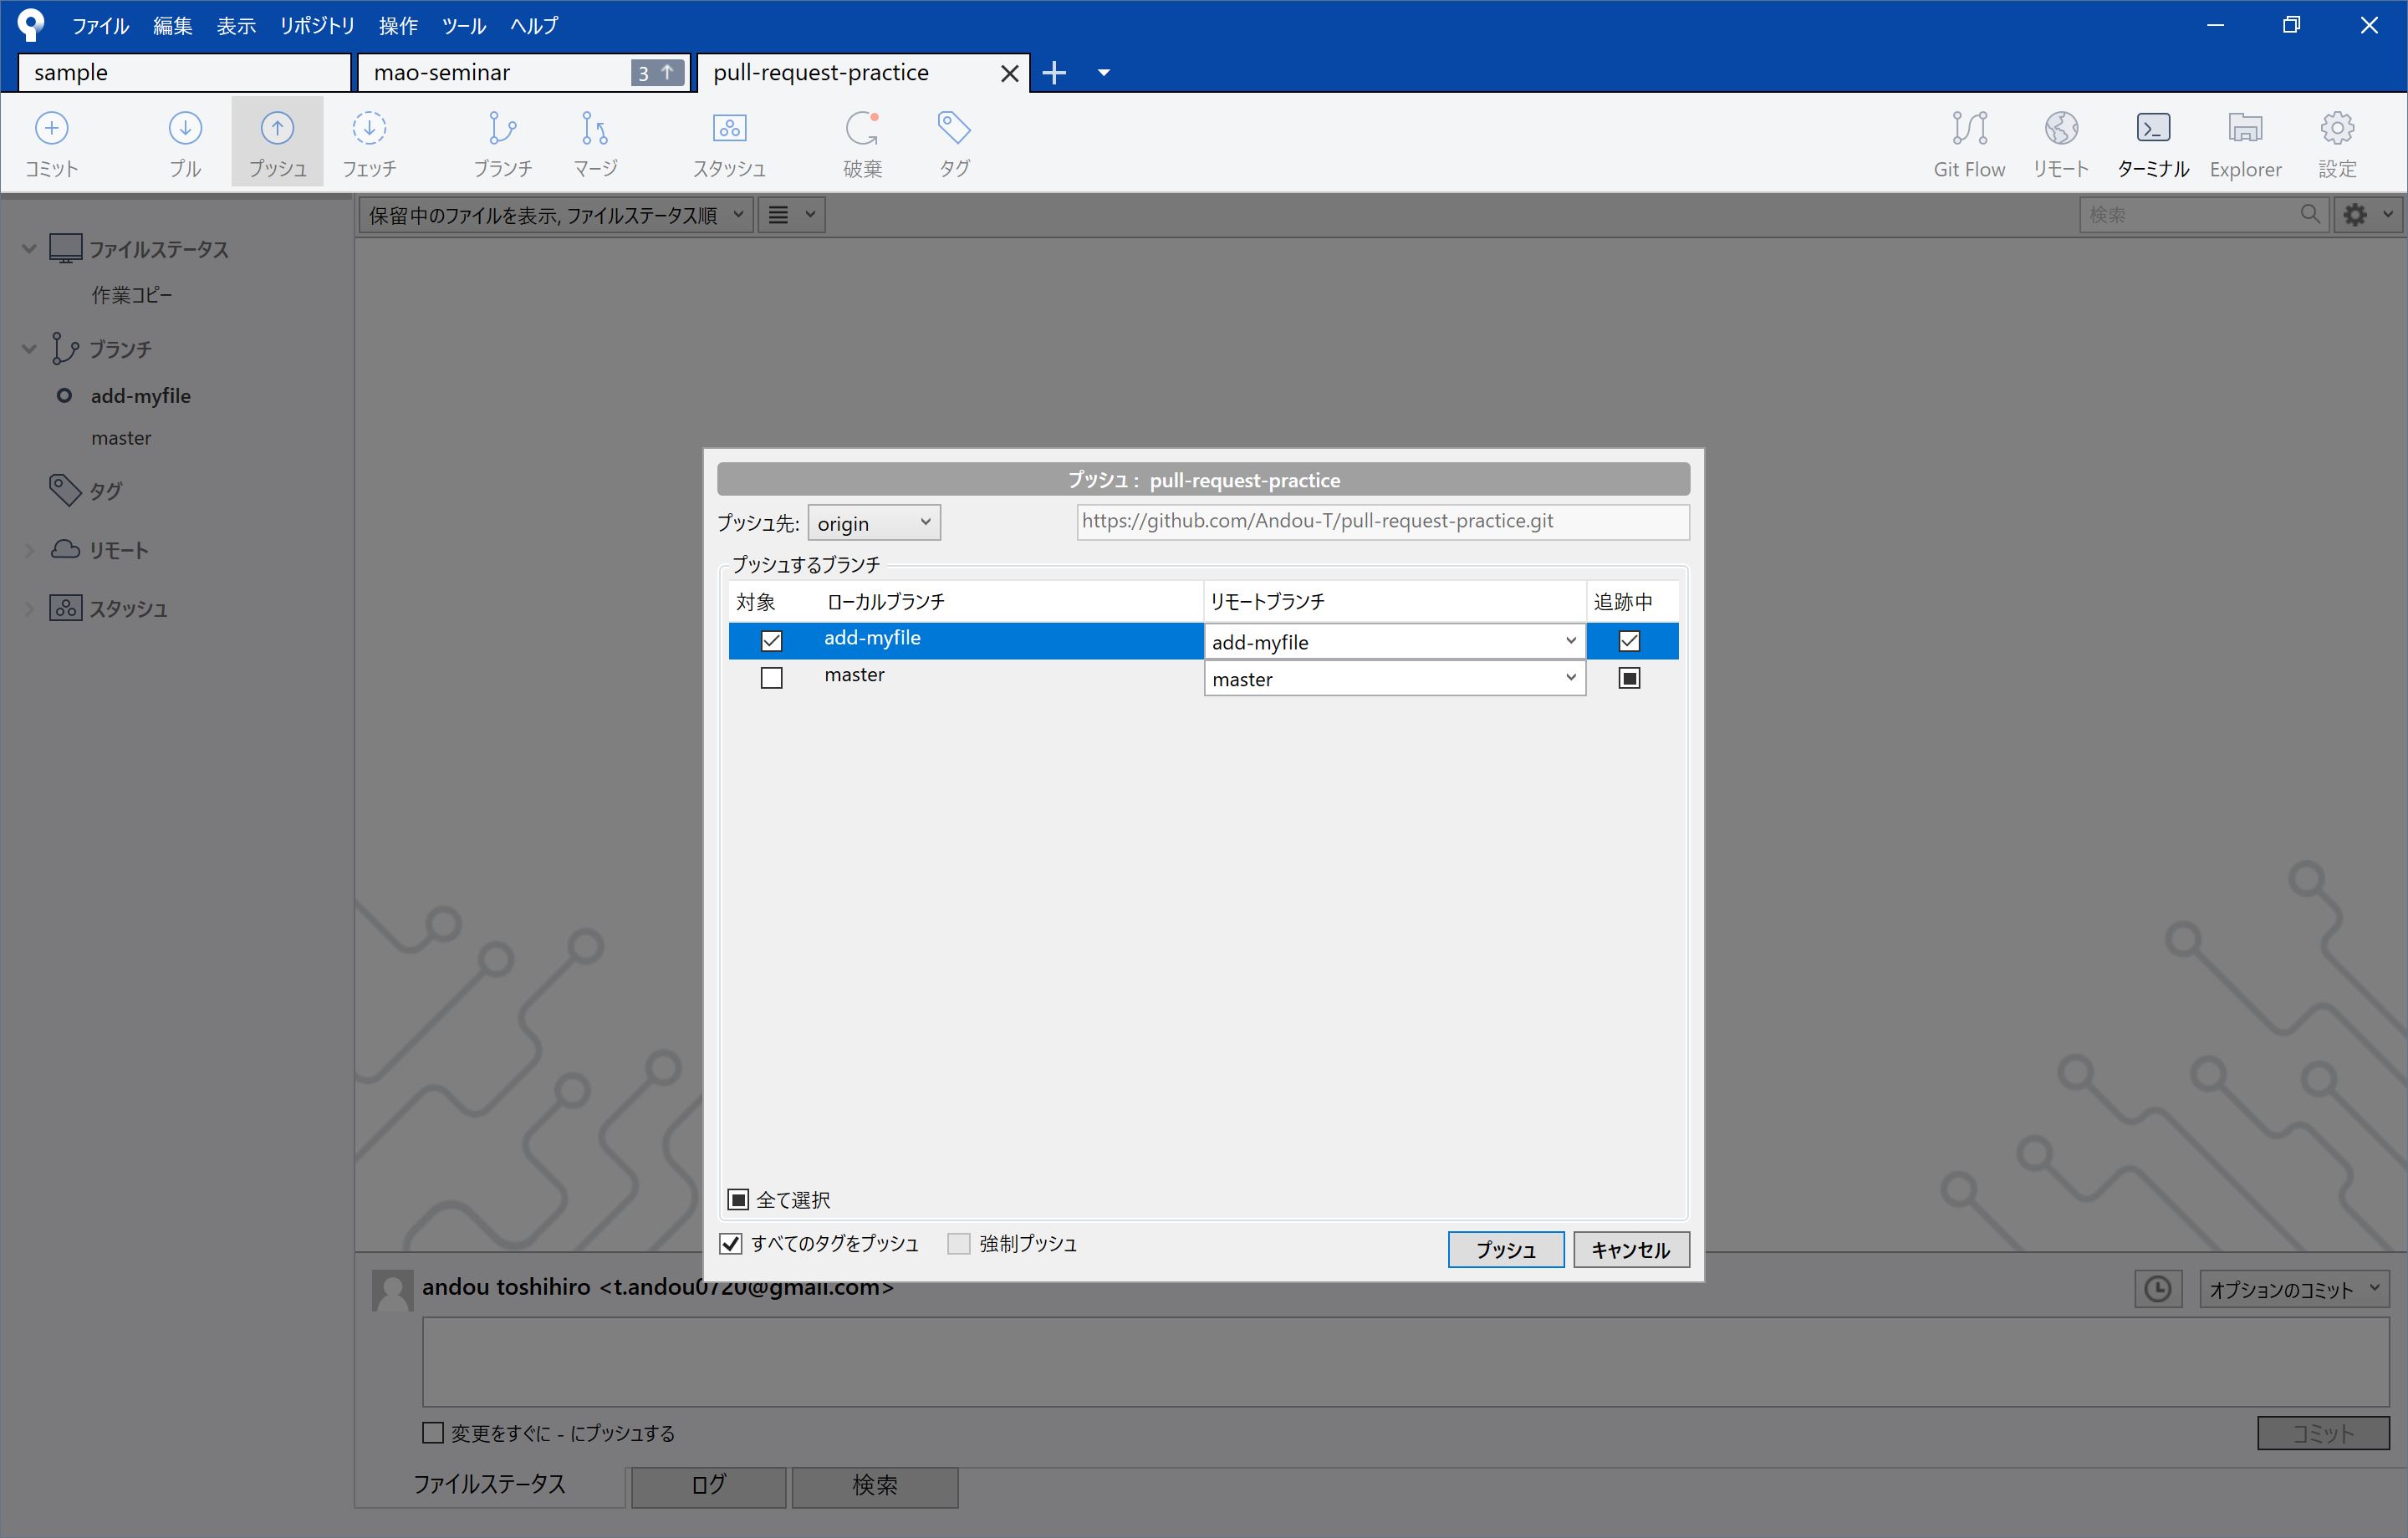 ファイル 編集 表示 リポジトリ 操作 ツール ヘルプ
sample mao-seminar 3 ↑ pull-request-practice
コミット プル プッシュ フェッチ ブランチ マージ スタッシュ 破棄 タグ Git Flow リモート ターミナル Explorer 設定
保留中のファイルを表示, ファイルステータス順 検索
ファイルステータス
作業コピー
ブランチ
add-myfile
master
タグ
リモート
スタッシュ
プッシュ : pull-request-practice
プッシュ先: origin https://github.com/Andou-T/pull-request-practice.git
プッシュするブランチ
対象 ローカルブランチ リモートブランチ 追跡中
add-myfile add-myfile
master master
全て選択
すべてのタグをプッシュ 強制プッシュ プッシュ キャンセル
andou toshihiro <t.andou0720@gmail.com> オプションのコミット
変更をすぐに - にプッシュする コミット
ファイルステータス ログ 検索